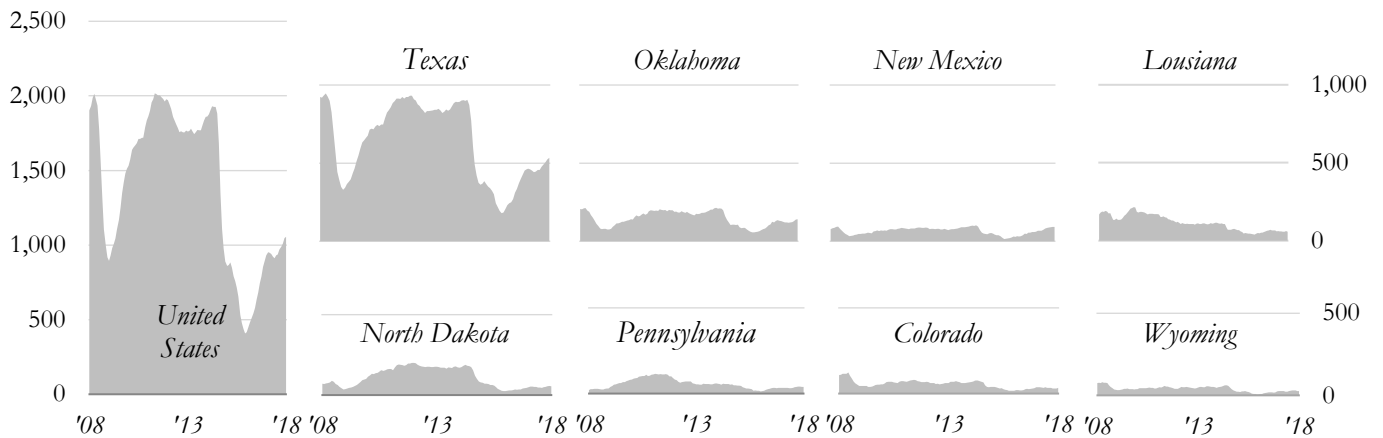 2,500
2,000
1,500
1,000
500
0
United
States
Texas
Oklahoma
New Mexico
Lousiana
1,000
500
0
North Dakota
Pennsylvania
Colorado
Wyoming
500
0
'08 '13 '18 '08 '13 '18 '08 '13 '18 '08 '13 '18 '08 '13 '18